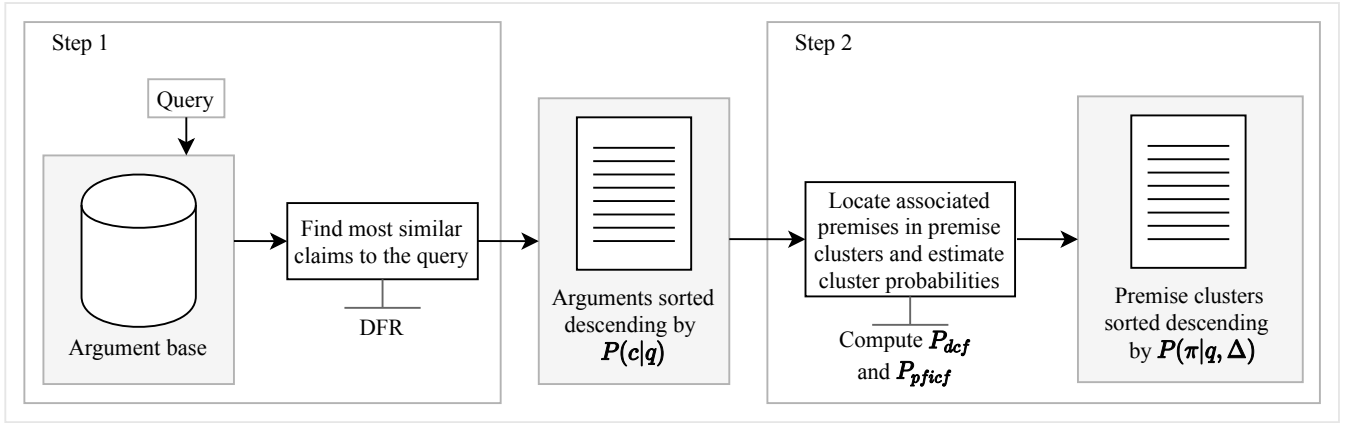 Step 1
Query
Argument base
Find most similar
claims to the query
DFR
Arguments sorted
descending by
P(c|q)
Step 2
Locate associated
premises in premise
clusters and estimate
cluster probabilities
Compute P_dcf
and P_pficf
Premise clusters
sorted descending
by P(π|q, Δ)